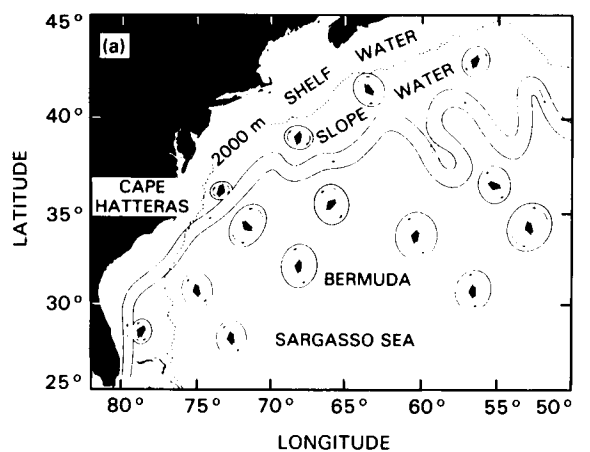 45°
(a)
SHELF WATER
40°
2000 m
SLOPE WATER
LATITUDE
CAPE
HATTERAS
35°
BERMUDA
30°
SARGASSO SEA
25°
80° 75° 70° 65° 60° 55° 50°
LONGITUDE